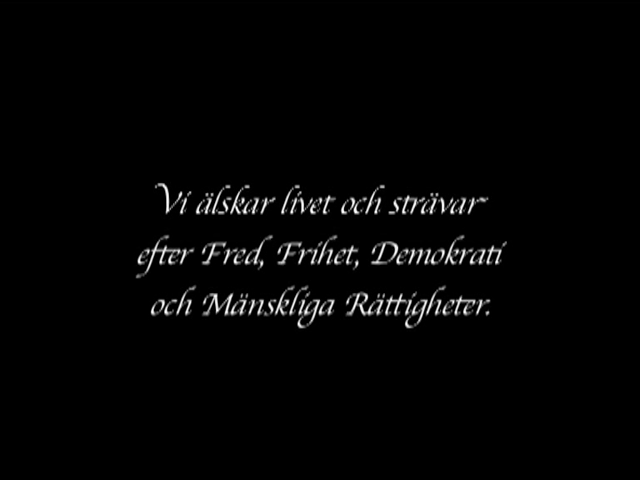 Vi älskar livet och strävar
efter Fred, Frihet, Demokrati
och Mänskliga Rättigheter.